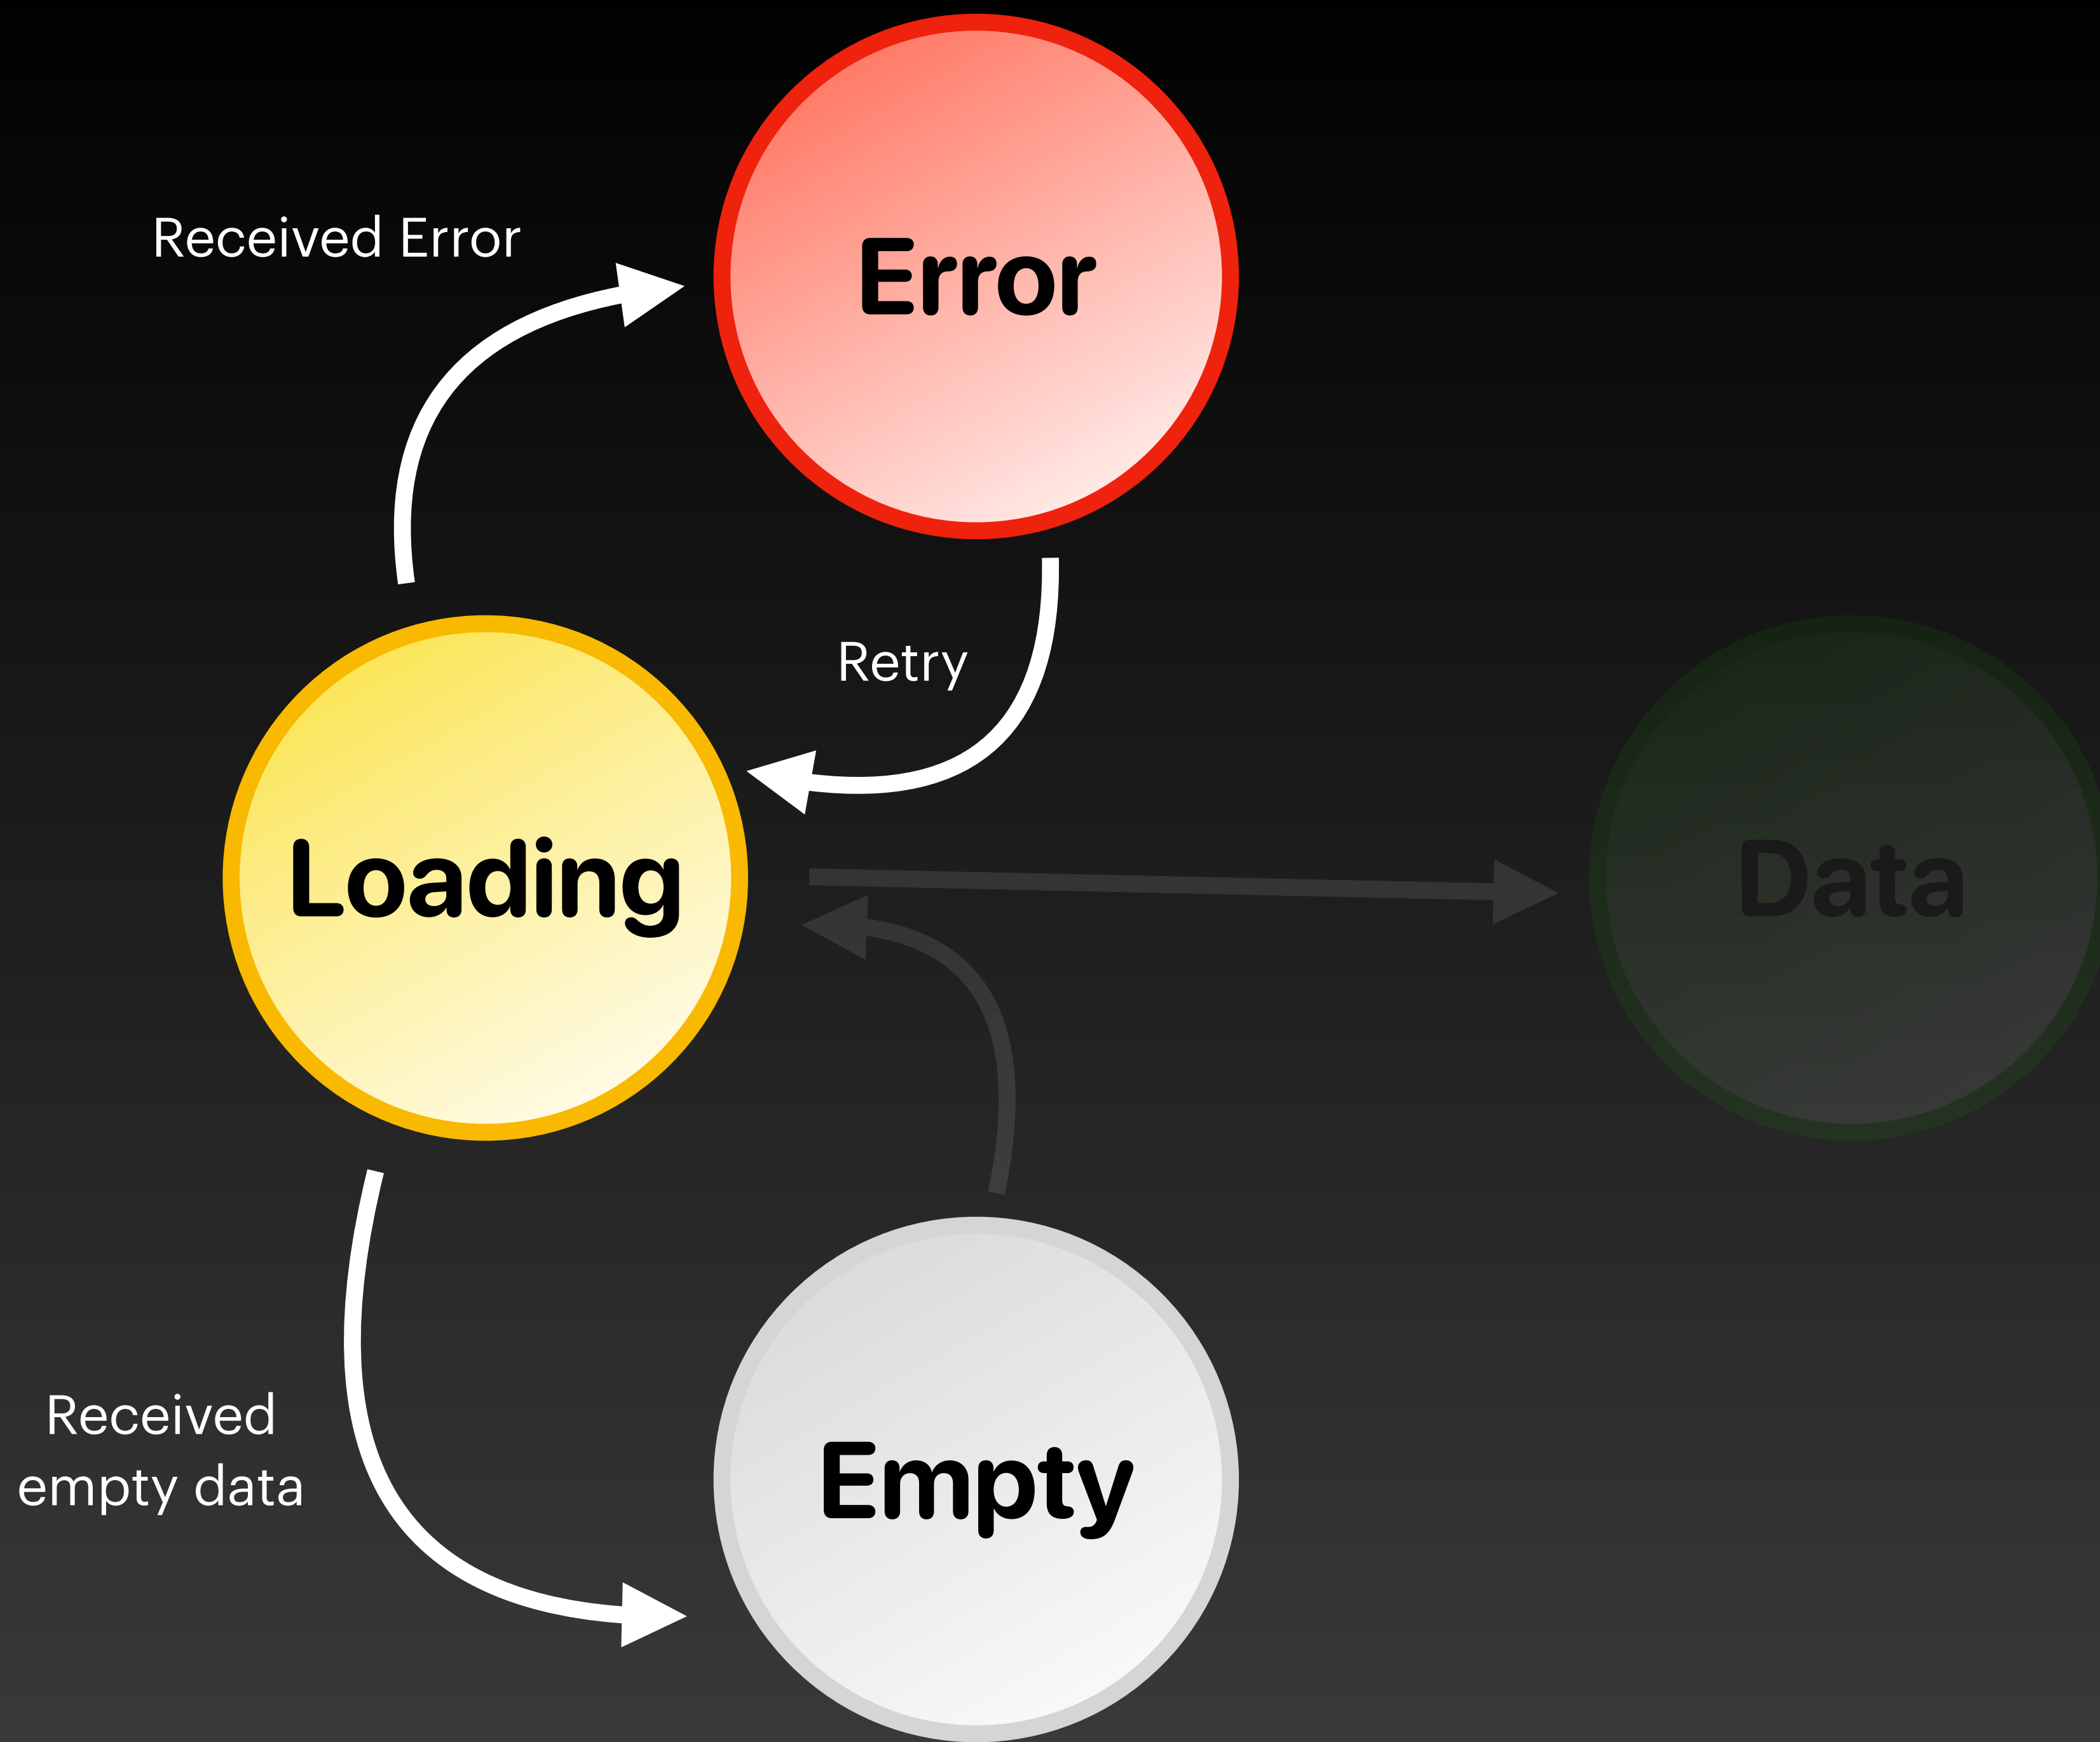 Received Error
Error
Retry
Loading
Data
Received
empty data
Empty